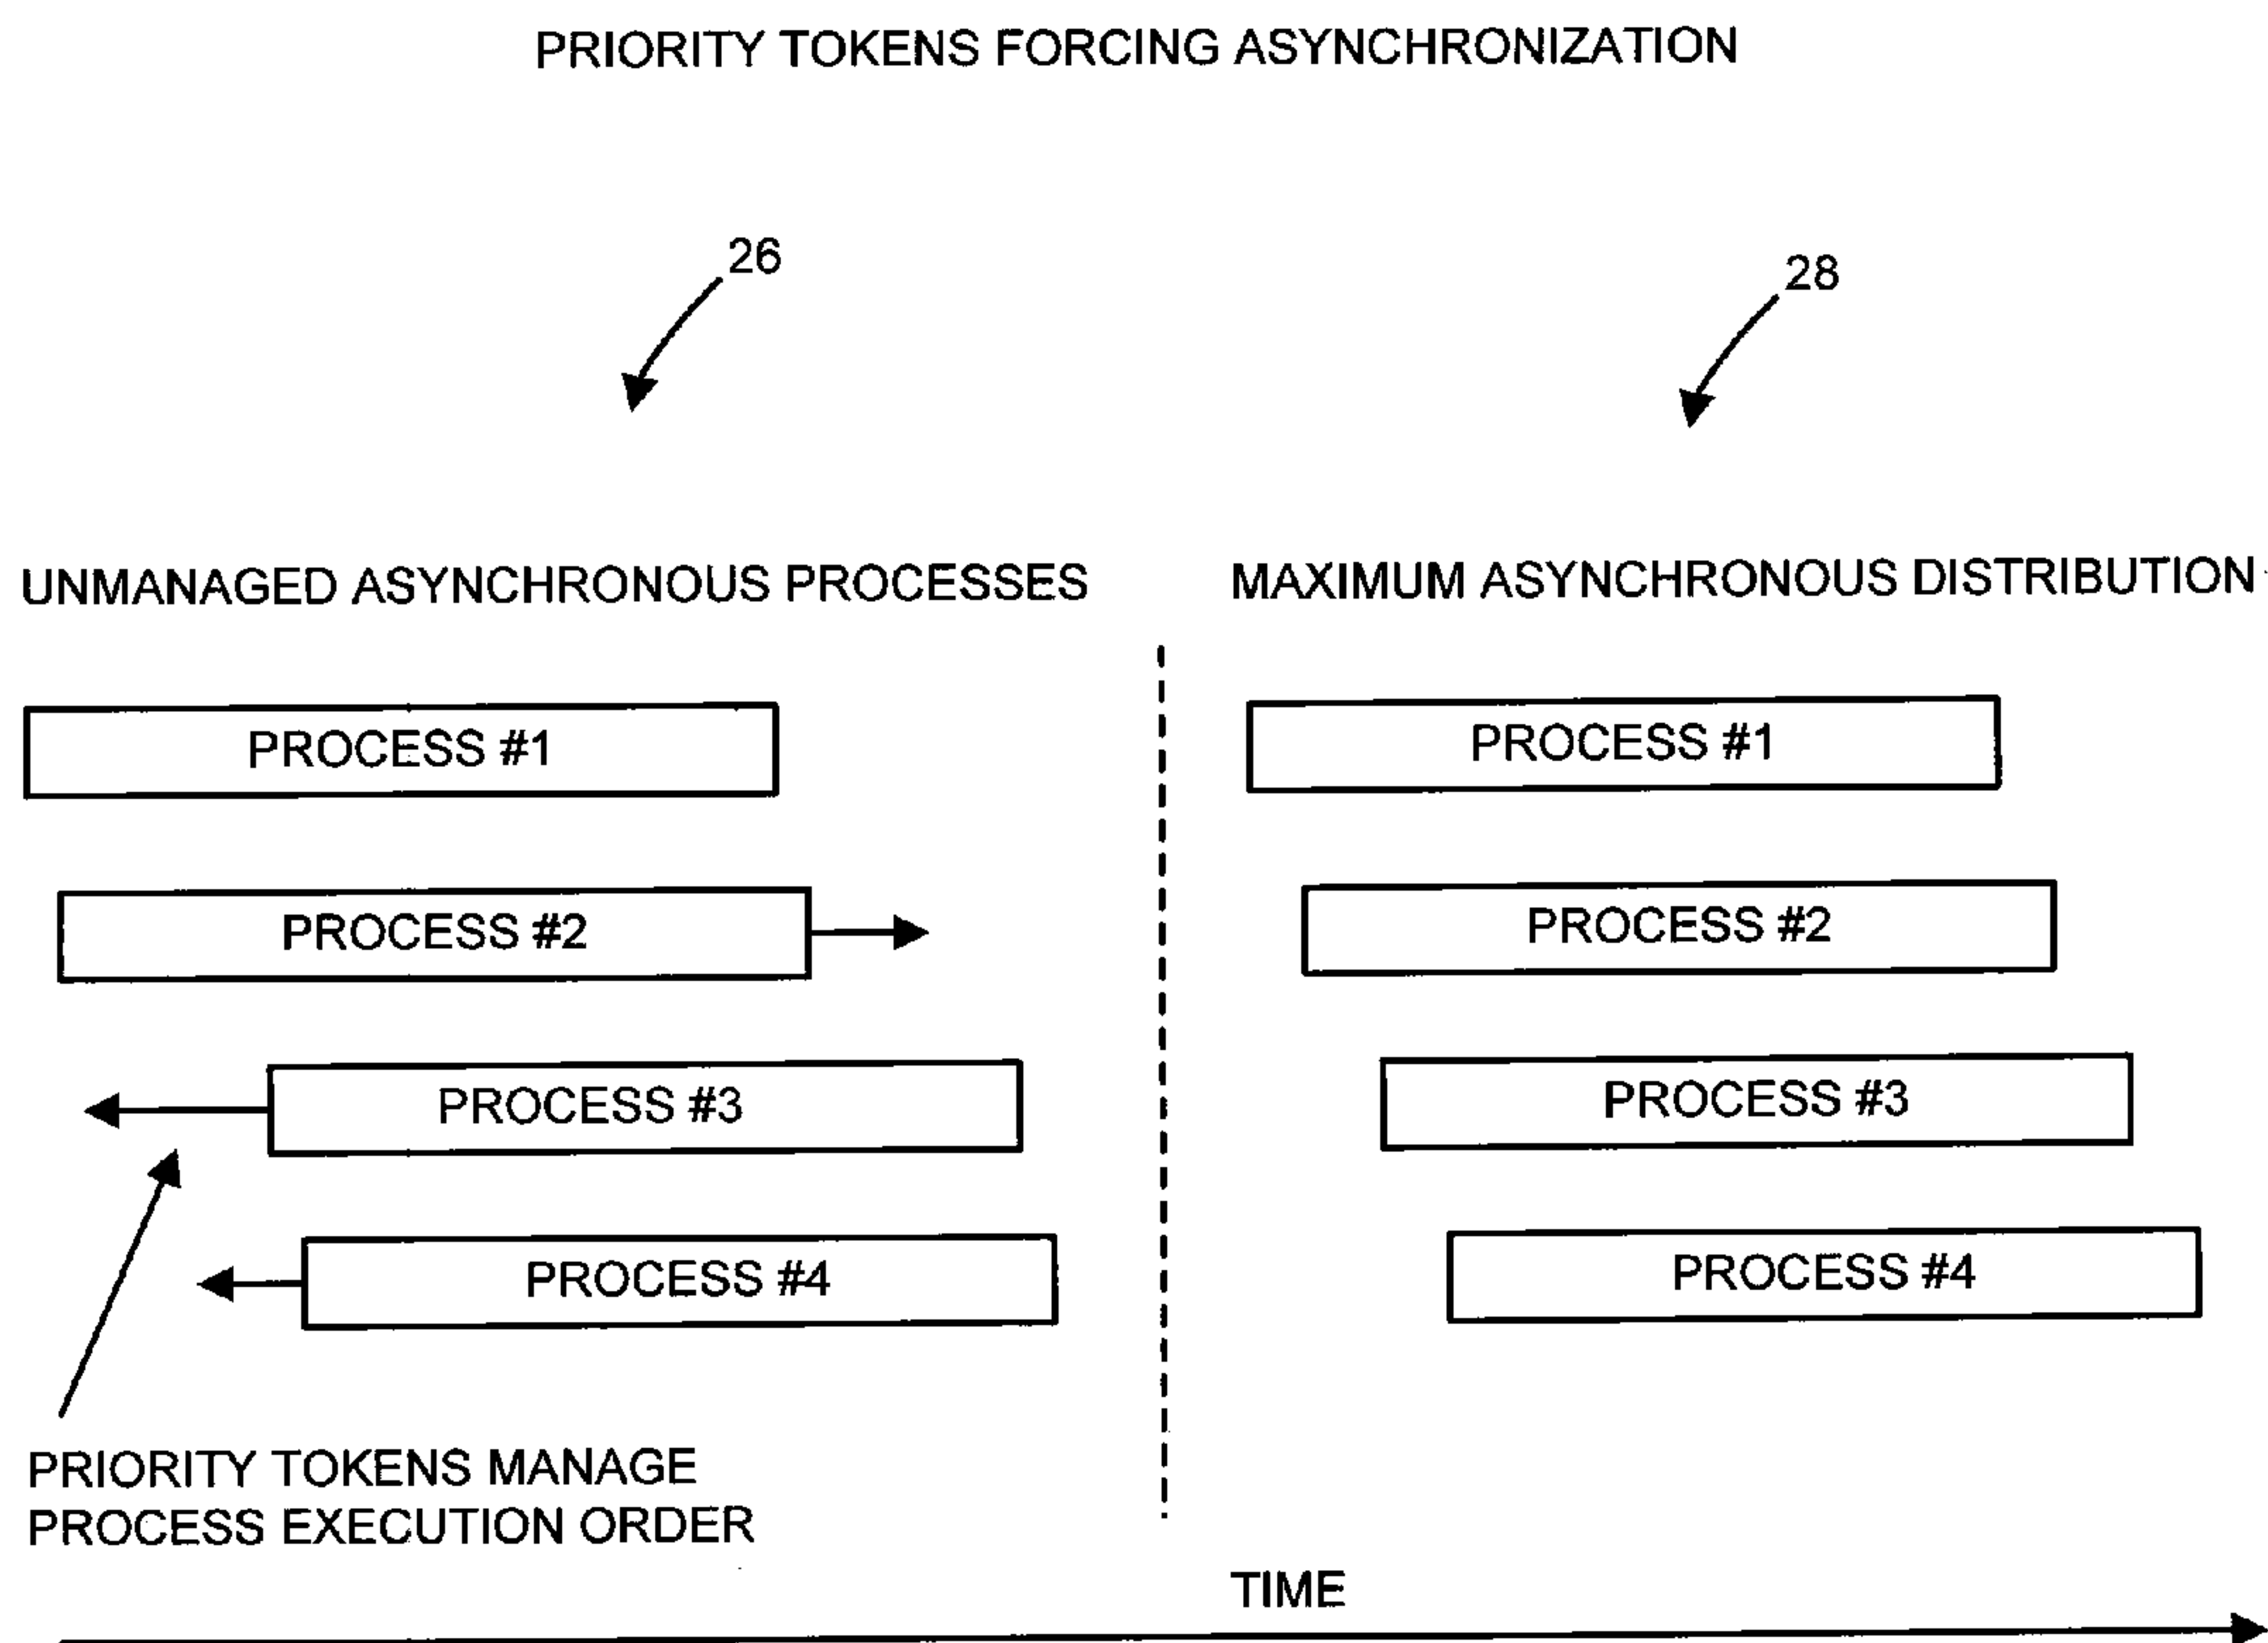 PRIORITY TOKENS FORCING ASYNCHRONIZATION
26
28
UNMANAGED ASYNCHRONOUS PROCESSES
MAXIMUM ASYNCHRONOUS DISTRIBUTION
PROCESS #1
PROCESS #1
PROCESS #2
PROCESS #2
PROCESS #3
PROCESS #3
PROCESS #4
PROCESS #4
PRIORITY TOKENS MANAGE
PROCESS EXECUTION ORDER
TIME